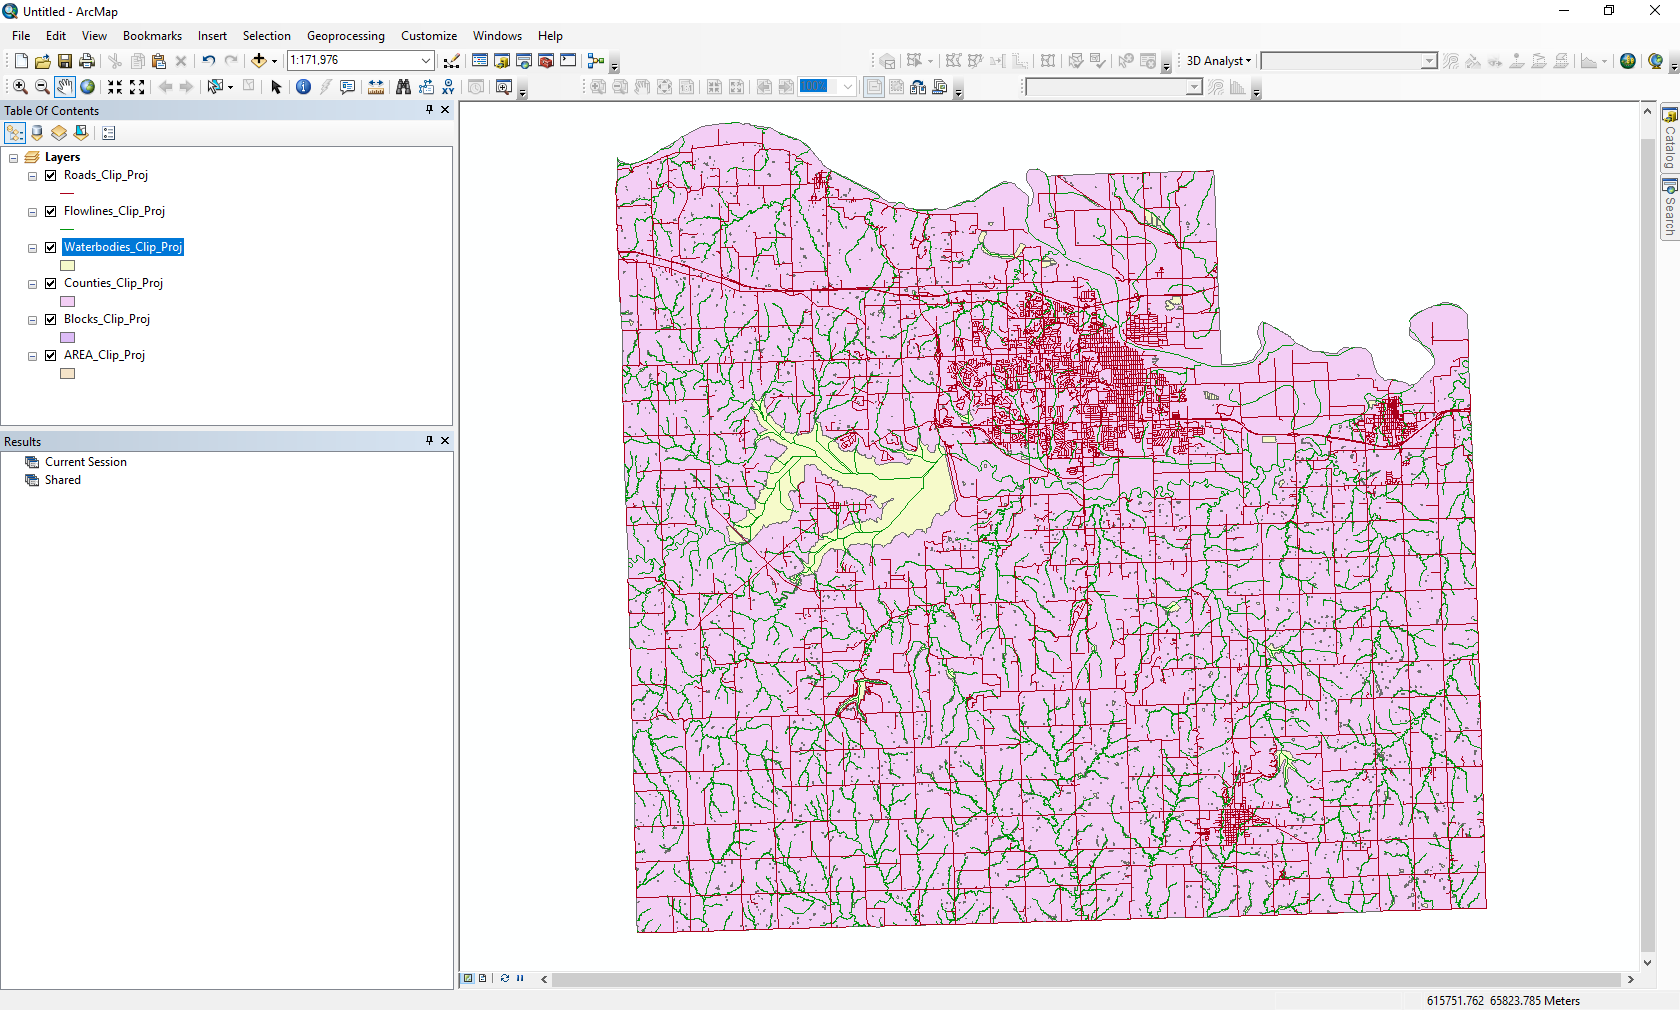 Untitled - ArcMap
File Edit View Bookmarks Insert Selection Geoprocessing Customize Windows Help
1:171,976
3D Analyst
100%
Table Of Contents
Layers
Roads_Clip_Proj
Flowlines_Clip_Proj
Waterbodies_Clip_Proj
Counties_Clip_Proj
Blocks_Clip_Proj
AREA_Clip_Proj
Results
Current Session
Shared
Catalog
Search
615751.762 65823.785 Meters